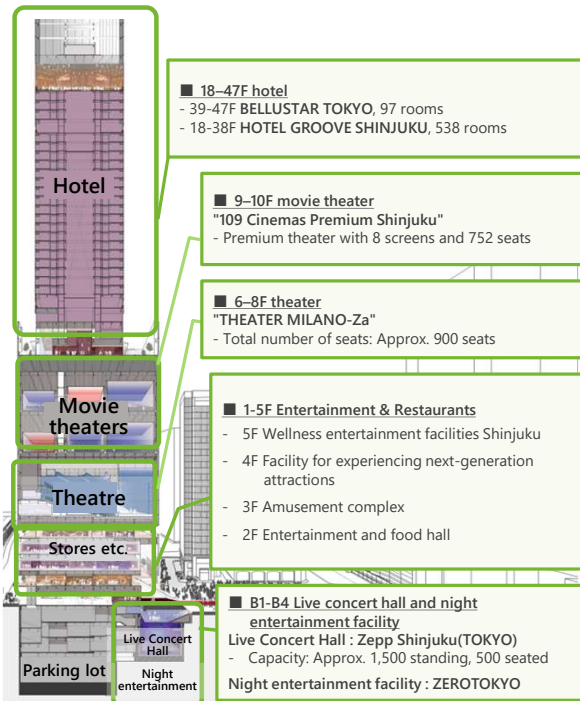 ■ 18–47F hotel
- 39-47F BELLUSTAR TOKYO, 97 rooms
- 18-38F HOTEL GROOVE SHINJUKU, 538 rooms
Hotel
■ 9–10F movie theater
"109 Cinemas Premium Shinjuku"
- Premium theater with 8 screens and 752 seats
■ 6–8F theater
"THEATER MILANO-Za"
- Total number of seats: Approx. 900 seats
Movie
theaters
■ 1-5F Entertainment & Restaurants
- 5F Wellness entertainment facilities Shinjuku
- 4F Facility for experiencing next-generation
attractions
- 3F Amusement complex
- 2F Entertainment and food hall
Theatre
Stores etc.
■ B1-B4 Live concert hall and night
entertainment facility
Live Concert Hall : Zepp Shinjuku(TOKYO)
- Capacity: Approx. 1,500 standing, 500 seated
Night entertainment facility : ZEROTOKYO
Live Concert
Hall
Parking lot
Night
entertainment